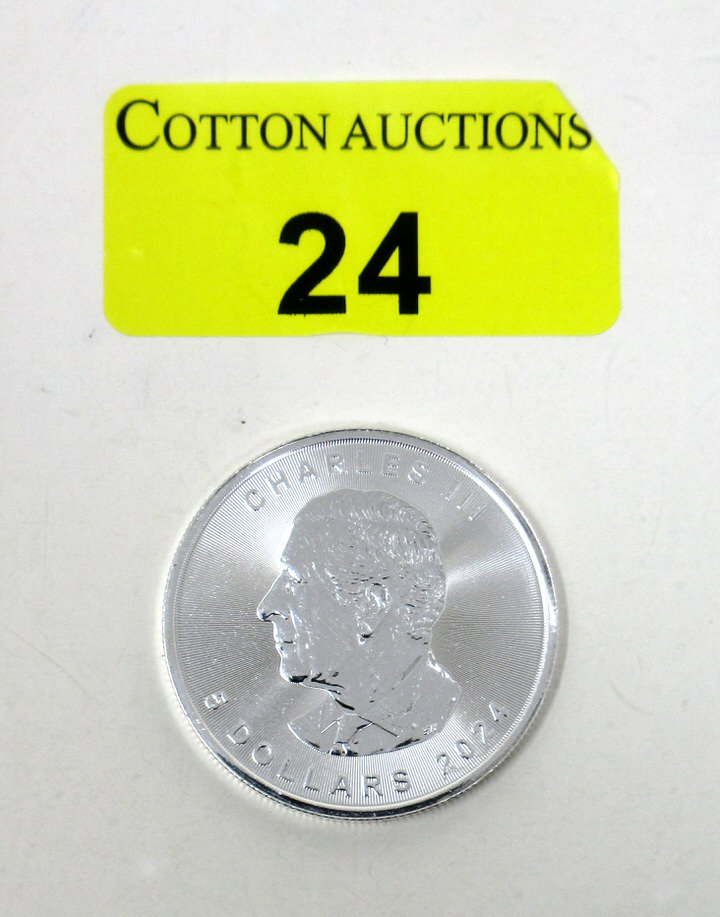 COTTON AUCTIONS
24
CHARLES III
5 DOLLARS 2024